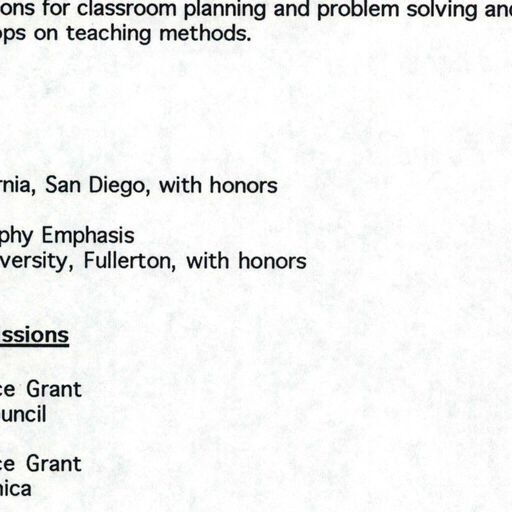 ons for classroom planning and problem solving and
ops on teaching methods.
rnia, San Diego, with honors
phy Emphasis
versity, Fullerton, with honors
ssions
ce Grant
uncil
ce Grant
nica